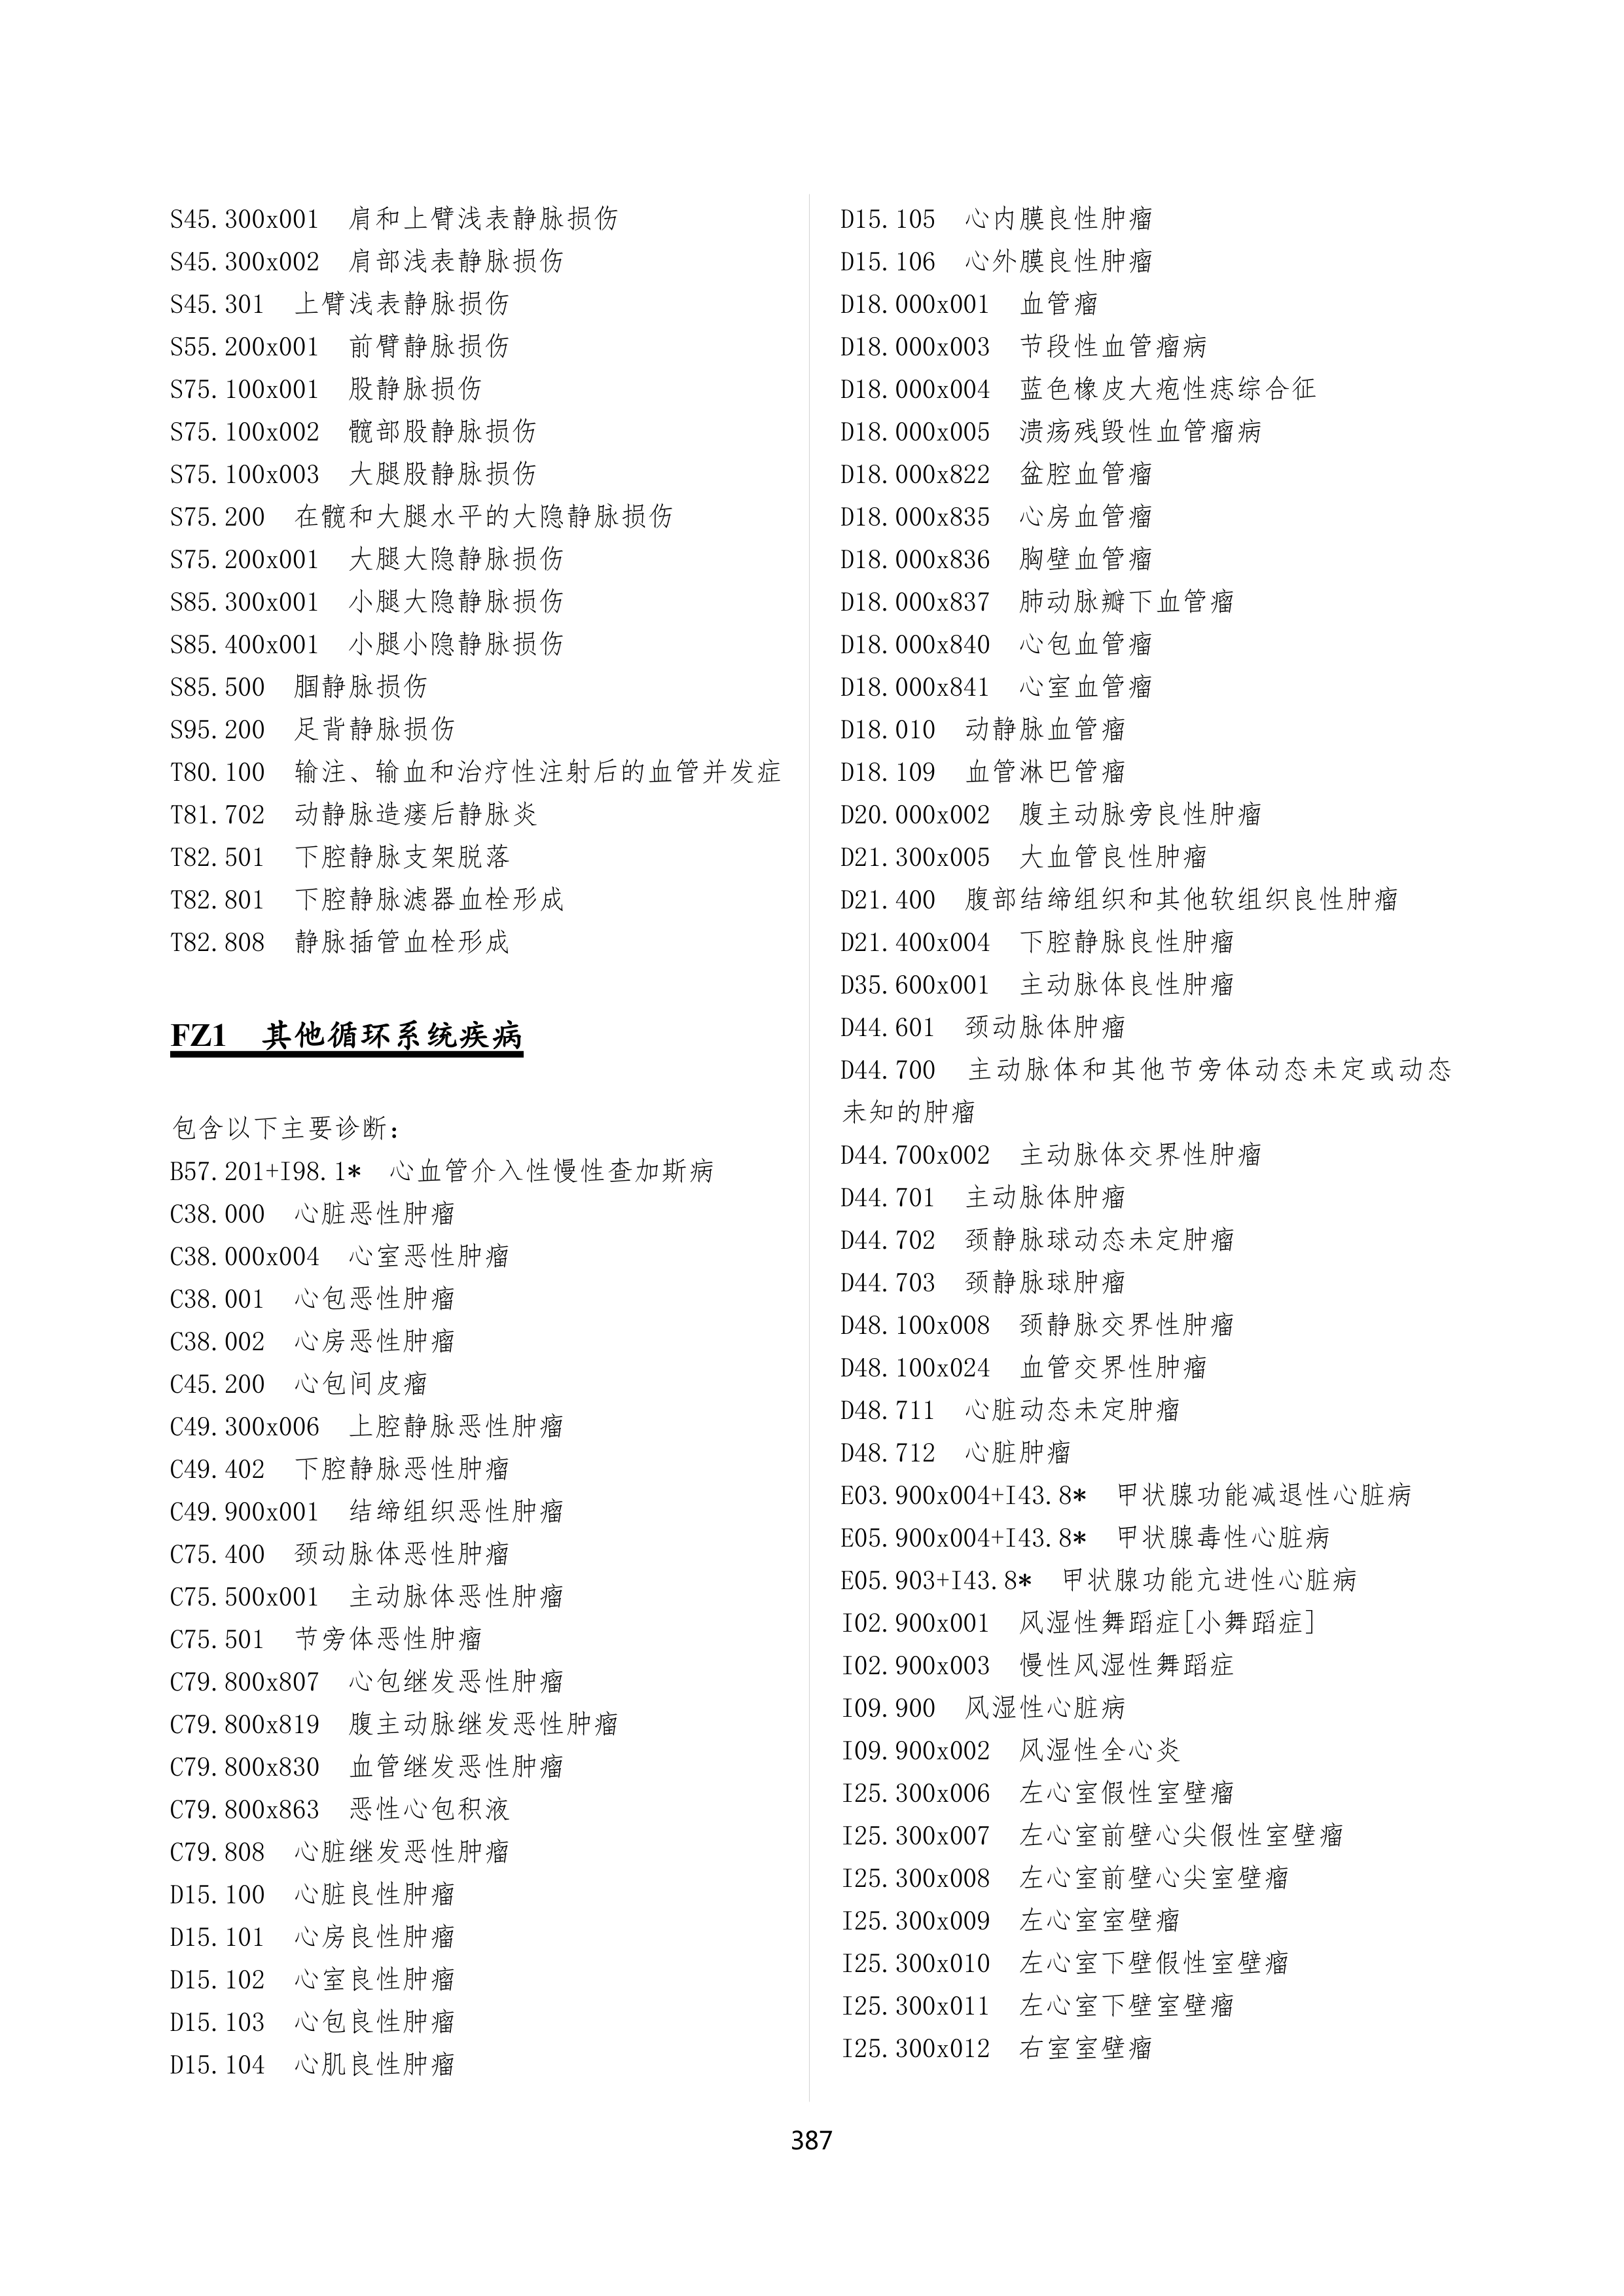 S45.300x001 肩和上臂浅表静脉损伤
S45.300x002 肩部浅表静脉损伤
S45.301 上臂浅表静脉损伤
S55.200x001 前臂静脉损伤
S75.100x001 股静脉损伤
S75.100x002 髋部股静脉损伤
S75.100x003 大腿股静脉损伤
S75.200 在髋和大腿水平的大隐静脉损伤
S75.200x001 大腿大隐静脉损伤
S85.300x001 小腿大隐静脉损伤
S85.400x001 小腿小隐静脉损伤
S85.500 腘静脉损伤
S95.200 足背静脉损伤
T80.100 输注、输血和治疗性注射后的血管并发症
T81.702 动静脉造瘘后静脉炎
T82.501 下腔静脉支架脱落
T82.801 下腔静脉滤器血栓形成
T82.808 静脉插管血栓形成
FZ1 其他循环系统疾病
包含以下主要诊断：
B57.201+I98.1* 心血管介入性慢性查加斯病
C38.000 心脏恶性肿瘤
C38.000x004 心室恶性肿瘤
C38.001 心包恶性肿瘤
C38.002 心房恶性肿瘤
C45.200 心包间皮瘤
C49.300x006 上腔静脉恶性肿瘤
C49.402 下腔静脉恶性肿瘤
C49.900x001 结缔组织恶性肿瘤
C75.400 颈动脉体恶性肿瘤
C75.500x001 主动脉体恶性肿瘤
C75.501 节旁体恶性肿瘤
C79.800x807 心包继发恶性肿瘤
C79.800x819 腹主动脉继发恶性肿瘤
C79.800x830 血管继发恶性肿瘤
C79.800x863 恶性心包积液
C79.808 心脏继发恶性肿瘤
D15.100 心脏良性肿瘤
D15.101 心房良性肿瘤
D15.102 心室良性肿瘤
D15.103 心包良性肿瘤
D15.104 心肌良性肿瘤
D15.105 心内膜良性肿瘤
D15.106 心外膜良性肿瘤
D18.000x001 血管瘤
D18.000x003 节段性血管瘤病
D18.000x004 蓝色橡皮大疱性痣综合征
D18.000x005 溃疡残毁性血管瘤病
D18.000x822 盆腔血管瘤
D18.000x835 心房血管瘤
D18.000x836 胸壁血管瘤
D18.000x837 肺动脉瓣下血管瘤
D18.000x840 心包血管瘤
D18.000x841 心室血管瘤
D18.010 动静脉血管瘤
D18.109 血管淋巴管瘤
D20.000x002 腹主动脉旁良性肿瘤
D21.300x005 大血管良性肿瘤
D21.400 腹部结缔组织和其他软组织良性肿瘤
D21.400x004 下腔静脉良性肿瘤
D35.600x001 主动脉体良性肿瘤
D44.601 颈动脉体肿瘤
D44.700 主动脉体和其他节旁体动态未定或动态
未知的肿瘤
D44.700x002 主动脉体交界性肿瘤
D44.701 主动脉体肿瘤
D44.702 颈静脉球动态未定肿瘤
D44.703 颈静脉球肿瘤
D48.100x008 颈静脉交界性肿瘤
D48.100x024 血管交界性肿瘤
D48.711 心脏动态未定肿瘤
D48.712 心脏肿瘤
E03.900x004+I43.8* 甲状腺功能减退性心脏病
E05.900x004+I43.8* 甲状腺毒性心脏病
E05.903+I43.8* 甲状腺功能亢进性心脏病
I02.900x001 风湿性舞蹈症[小舞蹈症]
I02.900x003 慢性风湿性舞蹈症
I09.900 风湿性心脏病
I09.900x002 风湿性全心炎
I25.300x006 左心室假性室壁瘤
I25.300x007 左心室前壁心尖假性室壁瘤
I25.300x008 左心室前壁心尖室壁瘤
I25.300x009 左心室室壁瘤
I25.300x010 左心室下壁假性室壁瘤
I25.300x011 左心室下壁室壁瘤
I25.300x012 右室室壁瘤
387